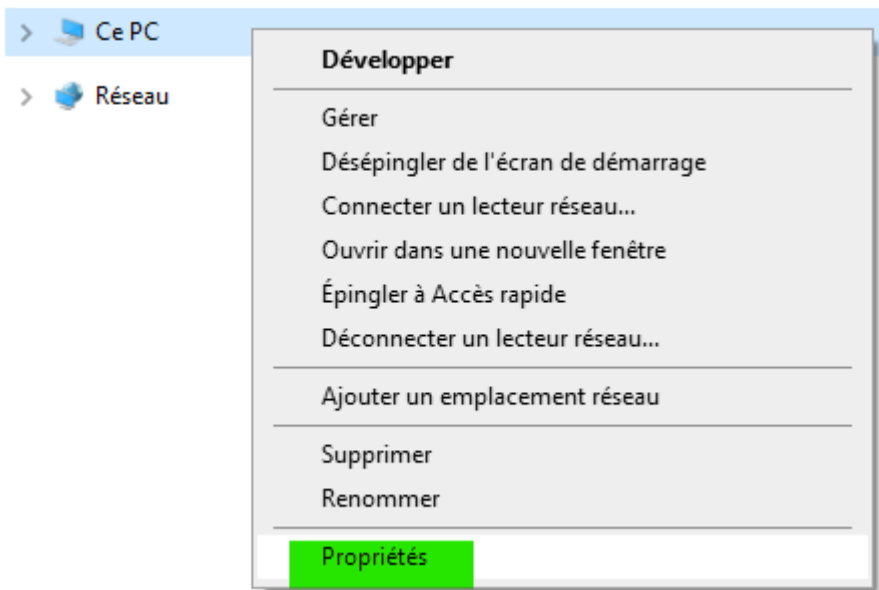 Ce PC
Réseau
Développer
Gérer
Désépingler de l'écran de démarrage
Connecter un lecteur réseau...
Ouvrir dans une nouvelle fenêtre
Épingler à Accès rapide
Déconnecter un lecteur réseau...
Ajouter un emplacement réseau
Supprimer
Renommer
Propriétés